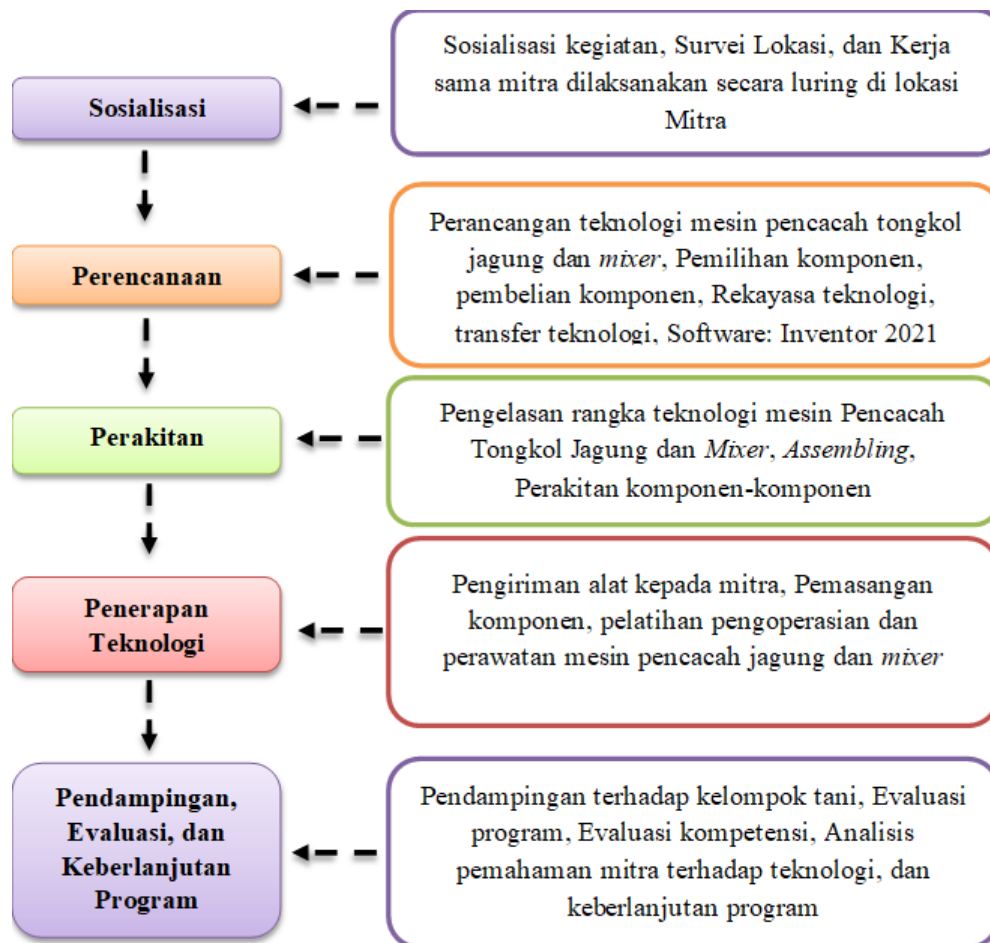 Sosialisasi
Sosialisasi kegiatan, Survei Lokasi, dan Kerja
sama mitra dilaksanakan secara luring di lokasi
Mitra
Perencanaan
Perancangan teknologi mesin pencacah tongkol
jagung dan mixer, Pemilihan komponen,
pembelian komponen, Rekayasa teknologi,
transfer teknologi, Software: Inventor 2021
Perakitan
Pengelasan rangka teknologi mesin Pencacah
Tongkol Jagung dan Mixer, Assembling,
Perakitan komponen-komponen
Penerapan
Teknologi
Pengiriman alat kepada mitra, Pemasangan
komponen, pelatihan pengoperasian dan
perawatan mesin pencacah jagung dan mixer
Pendampingan,
Evaluasi, dan
Keberlanjutan
Program
Pendampingan terhadap kelompok tani, Evaluasi
program, Evaluasi kompetensi, Analisis
pemahaman mitra terhadap teknologi, dan
keberlanjutan program